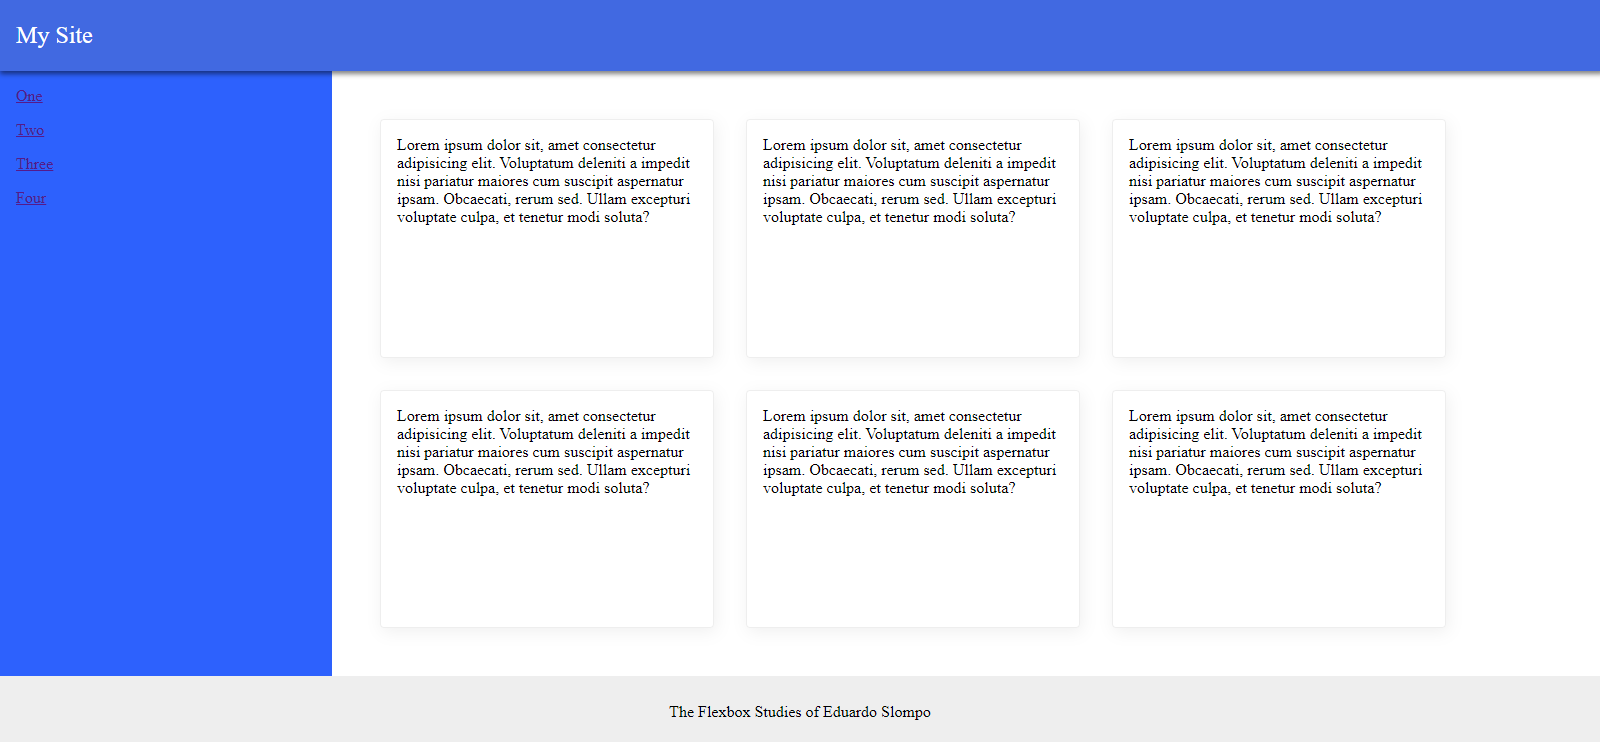 My Site
One
Two
Three
Four
Lorem ipsum dolor sit, amet consectetur
adipisicing elit. Voluptatum deleniti a impedit
nisi pariatur maiores cum suscipit aspernatur
ipsam. Obcaecati, rerum sed. Ullam excepturi
voluptate culpa, et tenetur modi soluta?
Lorem ipsum dolor sit, amet consectetur
adipisicing elit. Voluptatum deleniti a impedit
nisi pariatur maiores cum suscipit aspernatur
ipsam. Obcaecati, rerum sed. Ullam excepturi
voluptate culpa, et tenetur modi soluta?
Lorem ipsum dolor sit, amet consectetur
adipisicing elit. Voluptatum deleniti a impedit
nisi pariatur maiores cum suscipit aspernatur
ipsam. Obcaecati, rerum sed. Ullam excepturi
voluptate culpa, et tenetur modi soluta?
Lorem ipsum dolor sit, amet consectetur
adipisicing elit. Voluptatum deleniti a impedit
nisi pariatur maiores cum suscipit aspernatur
ipsam. Obcaecati, rerum sed. Ullam excepturi
voluptate culpa, et tenetur modi soluta?
Lorem ipsum dolor sit, amet consectetur
adipisicing elit. Voluptatum deleniti a impedit
nisi pariatur maiores cum suscipit aspernatur
ipsam. Obcaecati, rerum sed. Ullam excepturi
voluptate culpa, et tenetur modi soluta?
Lorem ipsum dolor sit, amet consectetur
adipisicing elit. Voluptatum deleniti a impedit
nisi pariatur maiores cum suscipit aspernatur
ipsam. Obcaecati, rerum sed. Ullam excepturi
voluptate culpa, et tenetur modi soluta?
The Flexbox Studies of Eduardo Slompo